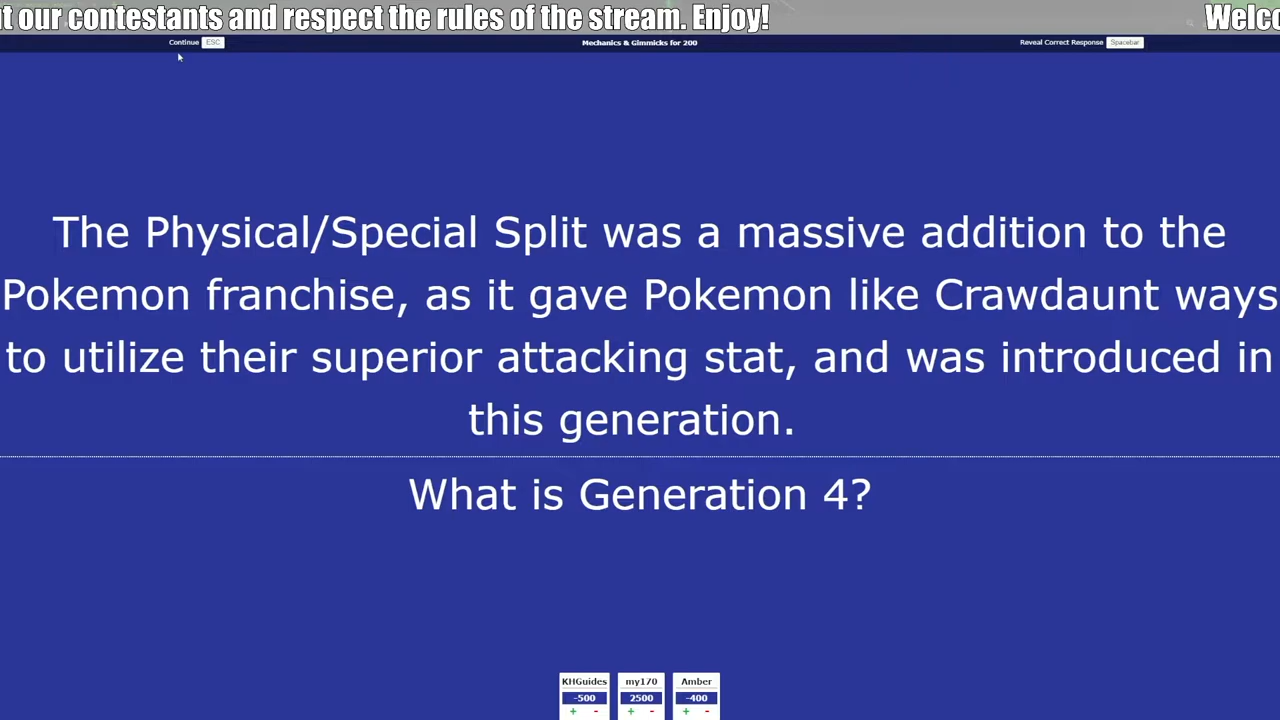 t our contestants and respect the rules of the stream. Enjoy! Welco
Continue ESC Mechanics & Gimmicks for 200 Reveal Correct Response Spacebar
The Physical/Special Split was a massive addition to the
Pokemon franchise, as it gave Pokemon like Crawdaunt ways
to utilize their superior attacking stat, and was introduced in
this generation.
What is Generation 4?
KHGuides my170 Amber
-500 2500 -400
+ - + - + -